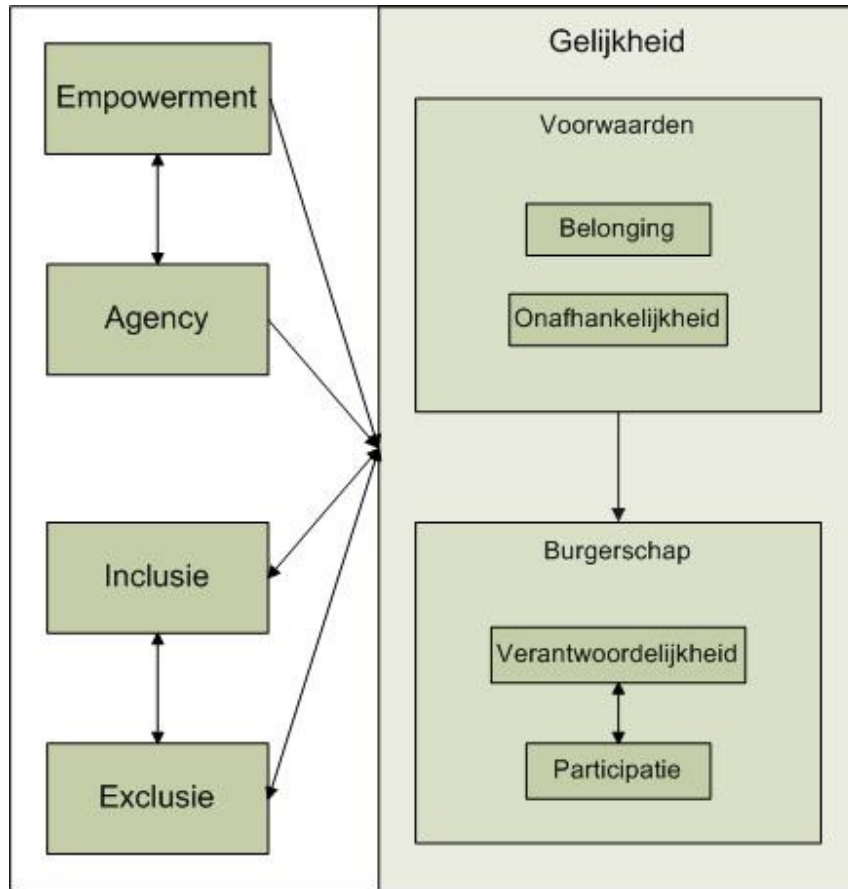 Empowerment
Agency
Inclusie
Exclusie
Gelijkheid
Voorwaarden
Belonging
Onafhankelijkheid
Burgerschap
Verantwoordelijkheid
Participatie